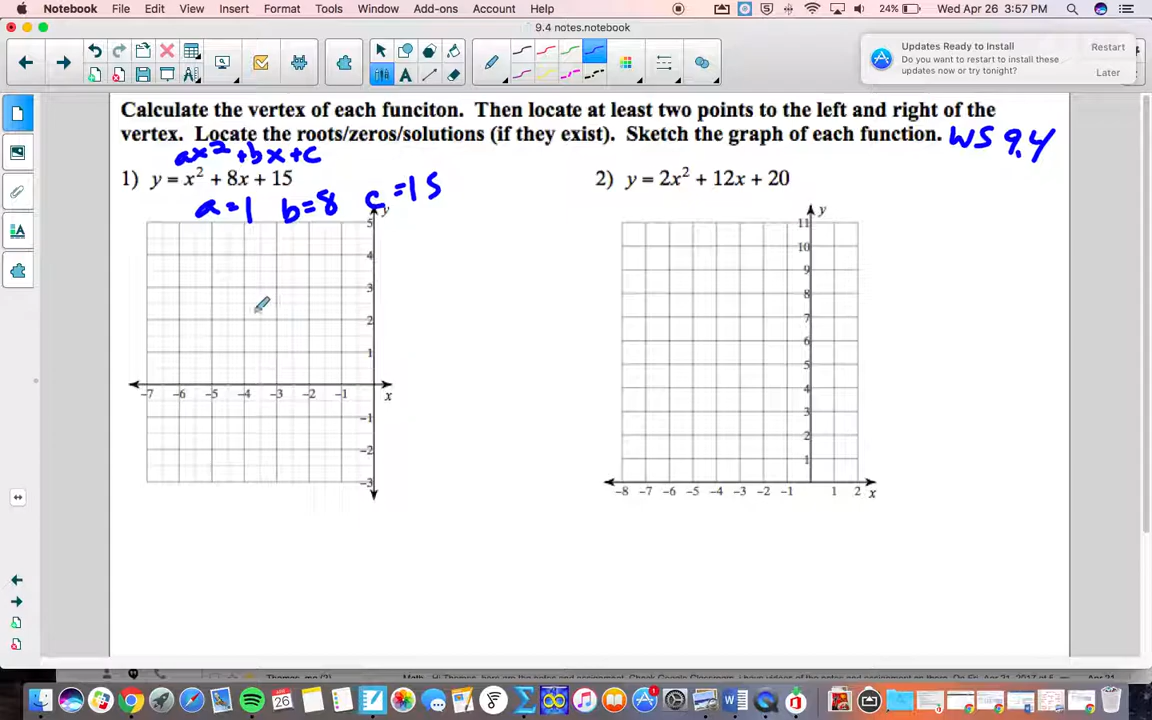 Notebook File Edit View Insert Format Tools Window Add-ons Account Help 24% Wed Apr 26 3:57 PM
9.4 notes.notebook
Updates Ready to Install
Do you want to restart to install these
updates now or try tonight?
Restart
Later
Calculate the vertex of each funciton. Then locate at least two points to the left and right of the
vertex. Locate the roots/zeros/solutions (if they exist). Sketch the graph of each function.
WS 9.4
ax² + bx + c
1) y = x² + 8x + 15
a=1 b=8 c=15
y
5
4
3
2
1
-7 -6 -5 -4 -3 -2 -1
x
-1
-2
-3
2) y = 2x² + 12x + 20
y
11
10
9
8
7
6
5
4
3
2
1
-8 -7 -6 -5 -4 -3 -2 -1 1 2 x
APR
26
1